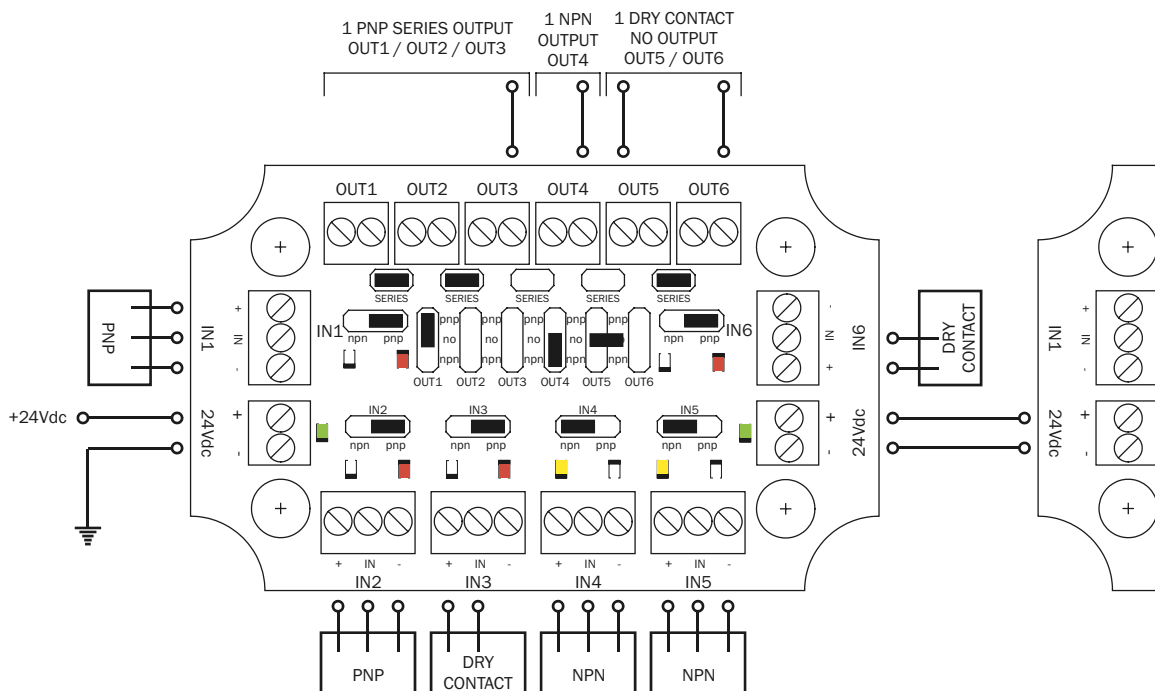 1 PNP SERIES OUTPUT
OUT1 / OUT2 / OUT3
1 NPN
OUTPUT
OUT4
1 DRY CONTACT
NO OUTPUT
OUT5 / OUT6
OUT1 OUT2 OUT3 OUT4 OUT5 OUT6
SERIES SERIES SERIES SERIES SERIES
PNP
+ IN -
IN1
IN1
npn pnp
pnp pnp pnp pnp pnp
no no no no no
npn npn npn npn npn
OUT1 OUT2 OUT3 OUT4 OUT5 OUT6
IN6
npn pnp
- IN +
IN6
DRY
CONTACT
+ IN -
IN1
+24Vdc
24Vdc
+ -
IN2
npn pnp
IN3
npn pnp
IN4
npn pnp
IN5
npn pnp
+ -
24Vdc
24Vdc
+ -
+ IN - + IN - + IN - + IN -
IN2 IN3 IN4 IN5
PNP
DRY
CONTACT
NPN
NPN